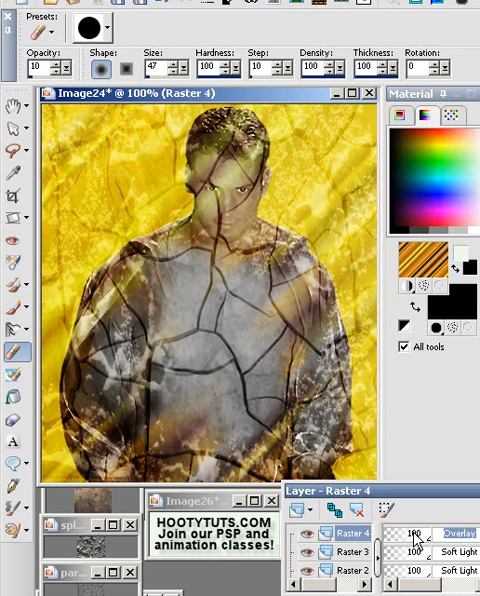 Presets:
Opacity: Shape: Size: Hardness: Step: Density: Thickness: Rotation:
10 47 100 10 100 100 0
Image24* @ 100% (Raster 4)
Material
All tools
Layer - Raster 4
Image26*...
spl...
HOOTYTUTS.COM
Join our PSP and
animation classes!
par...
Raster 4 100 Overlay
Raster 3 100 Soft Light
Raster 2 100 Soft Light
A